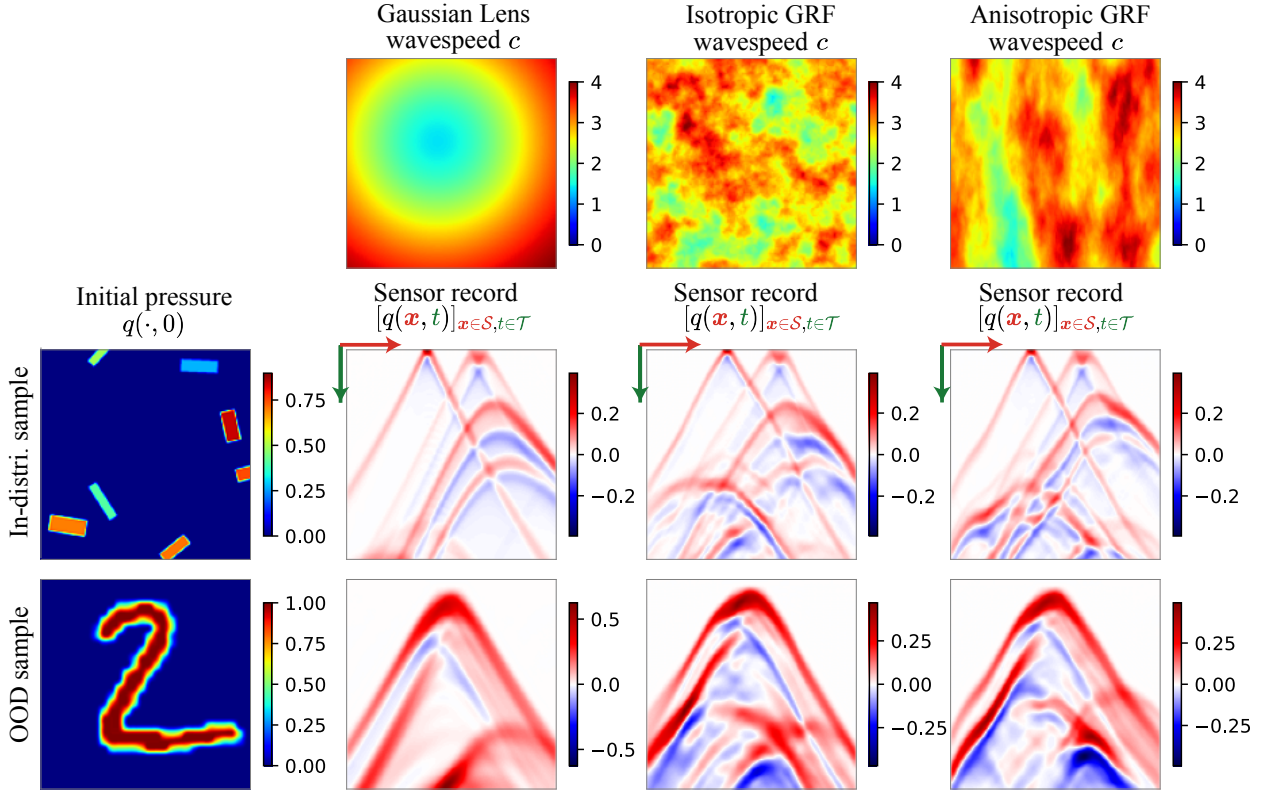 Gaussian Lens
wavespeed c
Isotropic GRF
wavespeed c
Anisotropic GRF
wavespeed c
4
3
2
1
0
4
3
2
1
0
4
3
2
1
0
Initial pressure
q(·, 0)
Sensor record
[q(x, t)]x∈S,t∈T
Sensor record
[q(x, t)]x∈S,t∈T
Sensor record
[q(x, t)]x∈S,t∈T
In-distri. sample
0.75
0.50
0.25
0.00
0.2
0.0
−0.2
0.2
0.0
−0.2
0.2
0.0
−0.2
OOD sample
1.00
0.75
0.50
0.25
0.00
0.5
0.0
−0.5
0.25
0.00
−0.25
0.25
0.00
−0.25